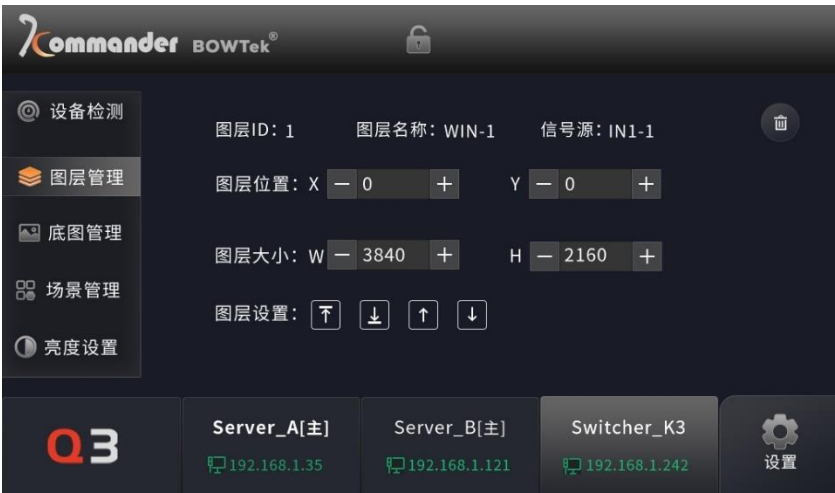 Kommander BOWTek®
设备检测
图层ID：1 图层名称：WIN-1 信号源：IN1-1
图层管理
图层位置：X － 0 ＋ Y － 0 ＋
底图管理
图层大小：W － 3840 ＋ H － 2160 ＋
场景管理
图层设置：
亮度设置
Q3
Server_A[主] Server_B[主] Switcher_K3
192.168.1.35 192.168.1.121 192.168.1.242
设置